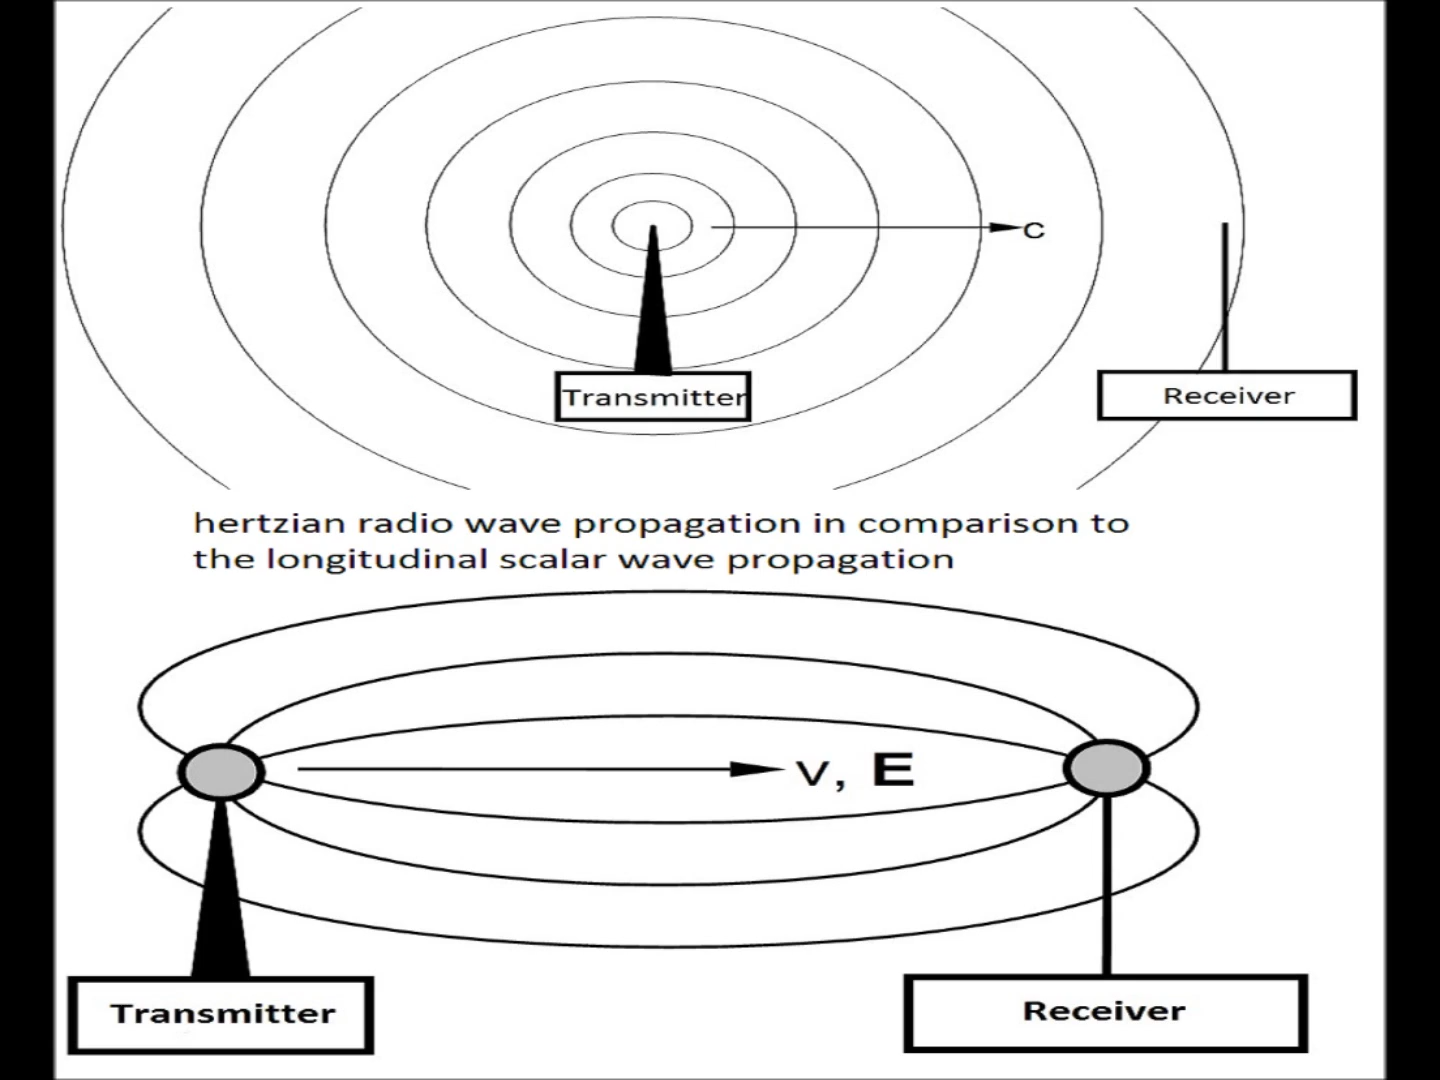 C
Transmitter
Receiver
hertzian radio wave propagation in comparison to
the longitudinal scalar wave propagation
V, E
Transmitter
Receiver